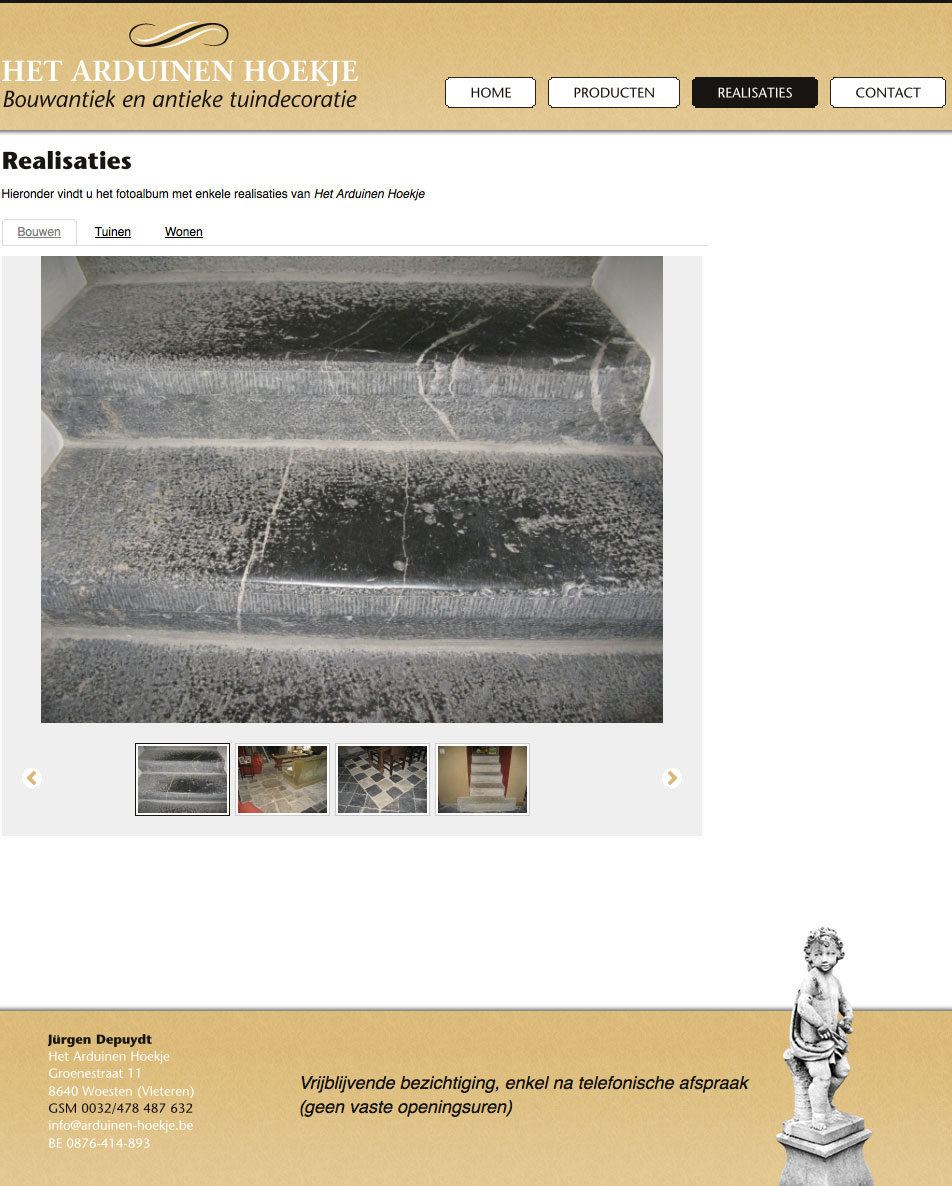 HET ARDUINEN HOEKJE
Bouwantiek en antieke tuindecoratie
HOME
PRODUCTEN
REALISATIES
CONTACT
Realisaties
Hieronder vindt u het fotoalbum met enkele realisaties van Het Arduinen Hoekje
Bouwen
Tuinen
Wonen
Jürgen Depuydt
Het Arduinen Hoekje
Groenestraat 11
8640 Woesten (Vleteren)
GSM 0032/478 487 632
info@arduinen-hoekje.be
BE 0876-414-893
Vrijblijvende bezichtiging, enkel na telefonische afspraak
(geen vaste openingsuren)